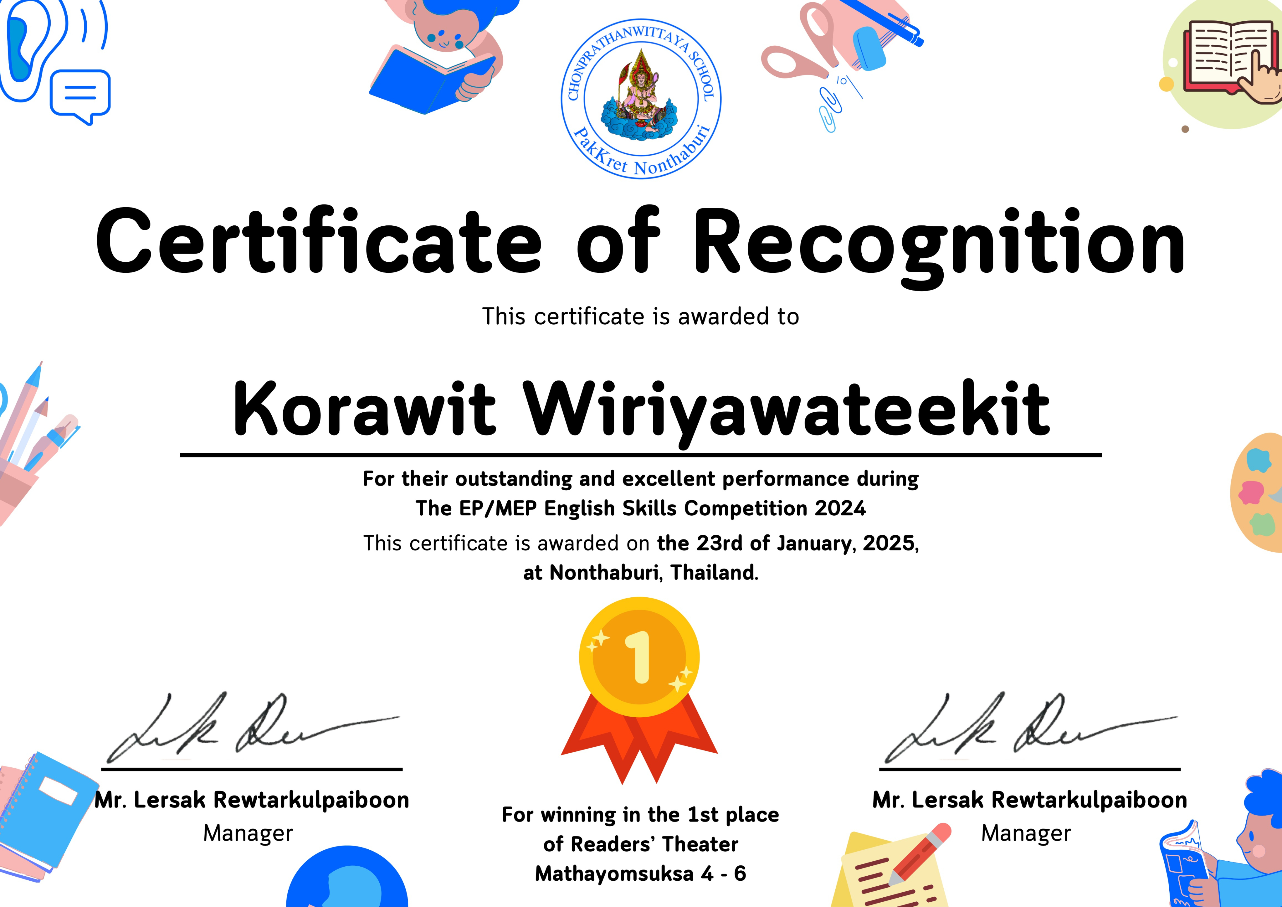 CHONPRATHANWITTAYA SCHOOL
PakKret Nonthaburi
Certificate of Recognition
This certificate is awarded to
Korawit Wiriyawateekit
For their outstanding and excellent performance during
The EP/MEP English Skills Competition 2024
This certificate is awarded on the 23rd of January, 2025,
at Nonthaburi, Thailand.
1
Mr. Lersak Rewtarkulpaiboon
Manager
For winning in the 1st place
of Readers’ Theater
Mathayomsuksa 4 - 6
Mr. Lersak Rewtarkulpaiboon
Manager